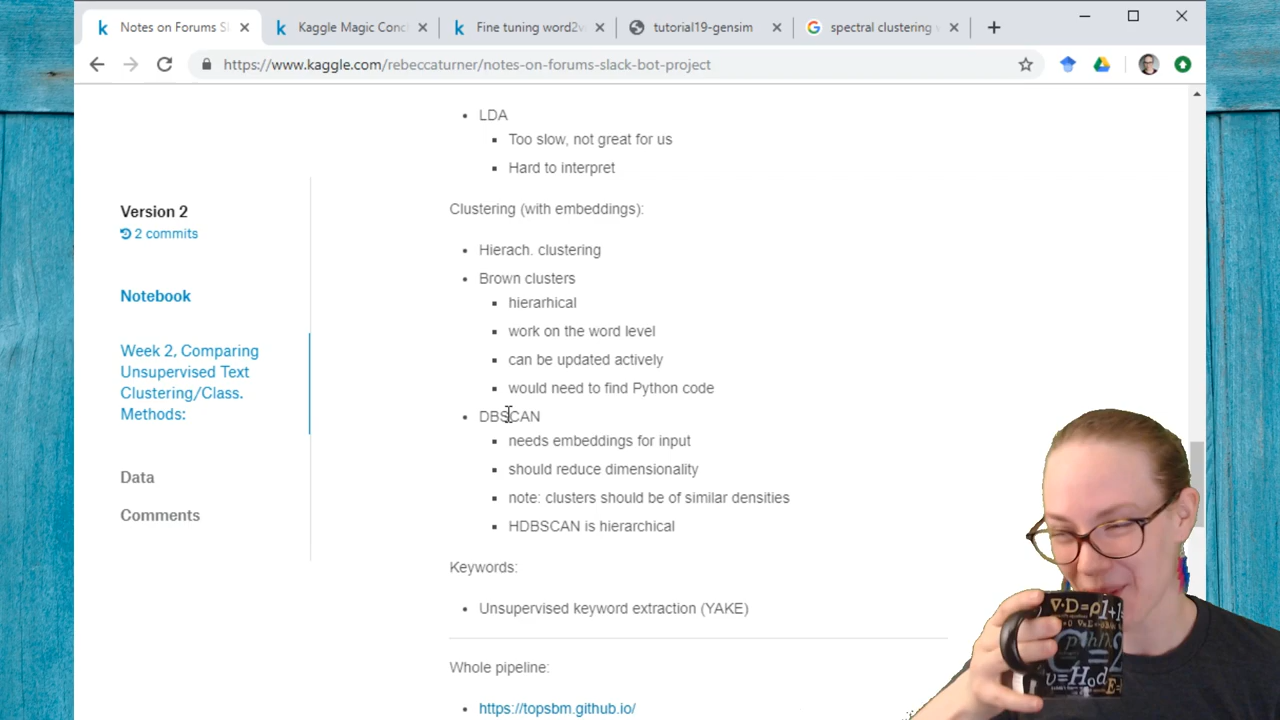 Notes on Forums Sl
Kaggle Magic Conc
Fine tuning word2v
tutorial19-gensim
spectral clustering
https://www.kaggle.com/rebeccaturner/notes-on-forums-slack-bot-project
LDA
Too slow, not great for us
Hard to interpret
Clustering (with embeddings):
Hierach. clustering
Brown clusters
hierarhical
work on the word level
can be updated actively
would need to find Python code
DBSCAN
needs embeddings for input
should reduce dimensionality
note: clusters should be of similar densities
HDBSCAN is hierarchical
Keywords:
Unsupervised keyword extraction (YAKE)
Whole pipeline:
https://topsbm.github.io/
Version 2
2 commits
Notebook
Week 2, Comparing
Unsupervised Text
Clustering/Class.
Methods:
Data
Comments